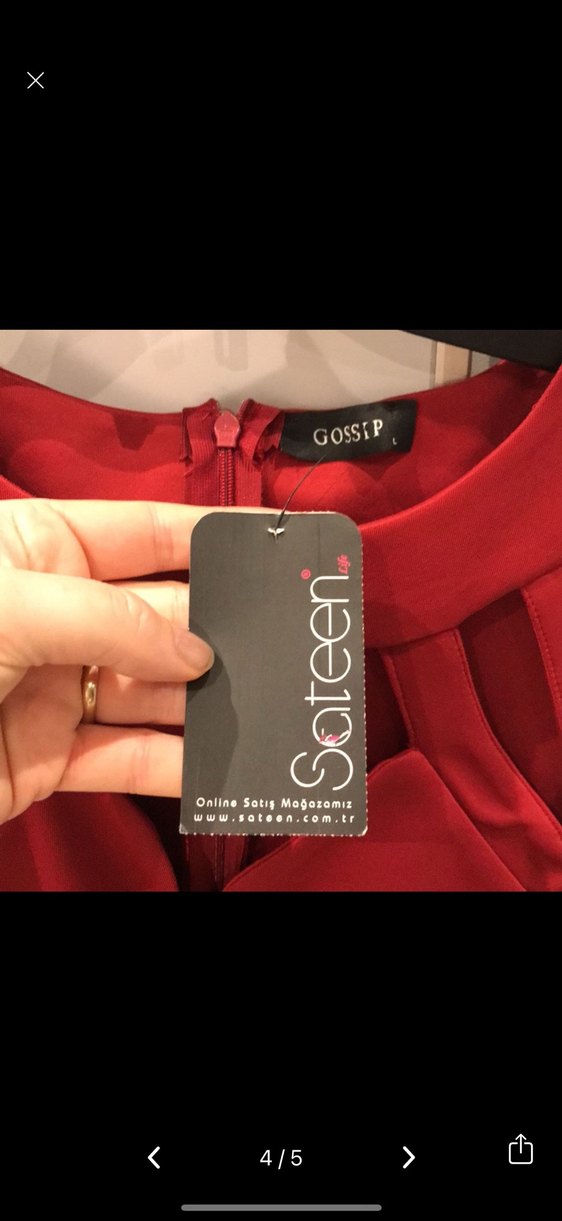 GOSSIP
L
Sateen®
Life
Online Satış Mağazamız
www.sateen.com.tr
4/5